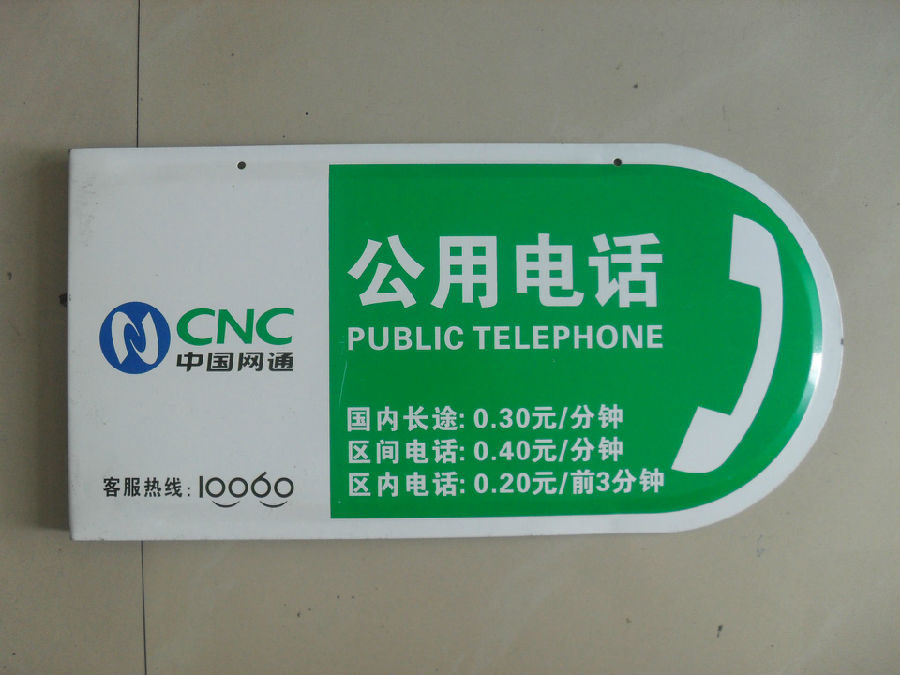 CNC
中国网通
客服热线: 10060
公用电话
PUBLIC TELEPHONE
国内长途: 0.30元/分钟
区间电话: 0.40元/分钟
区内电话: 0.20元/前3分钟